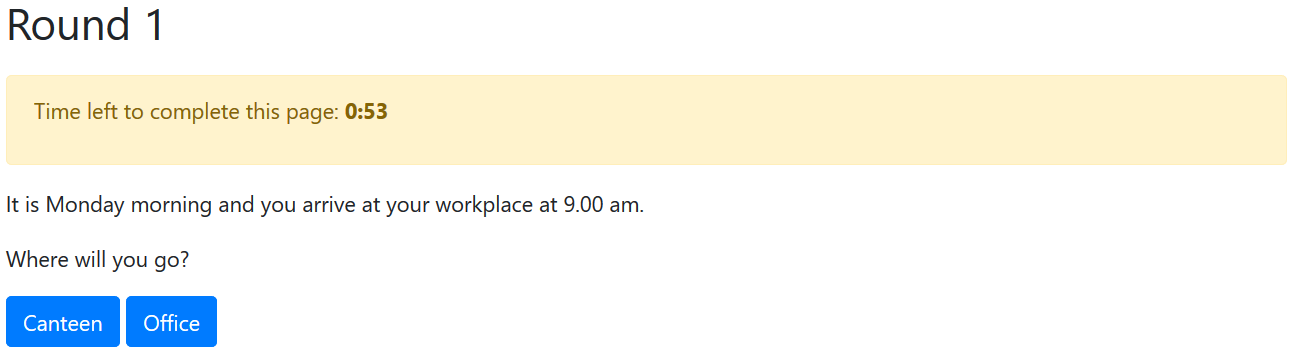 Round 1
Time left to complete this page: 0:53
It is Monday morning and you arrive at your workplace at 9.00 am.
Where will you go?
Canteen Office